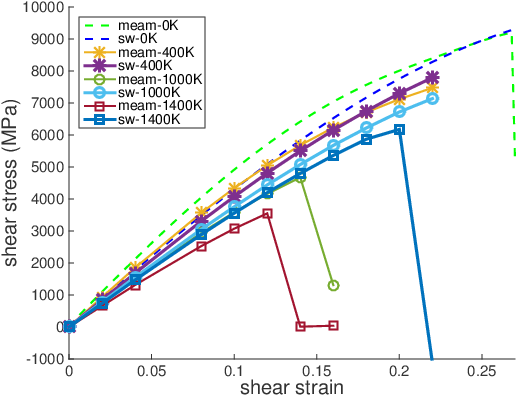 10000
9000
8000
7000
6000
5000
4000
3000
2000
1000
0
-1000
shear stress (MPa)
meam-0K
sw-0K
meam-400K
sw-400K
meam-1000K
sw-1000K
meam-1400K
sw-1400K
0 0.05 0.1 0.15 0.2 0.25
shear strain